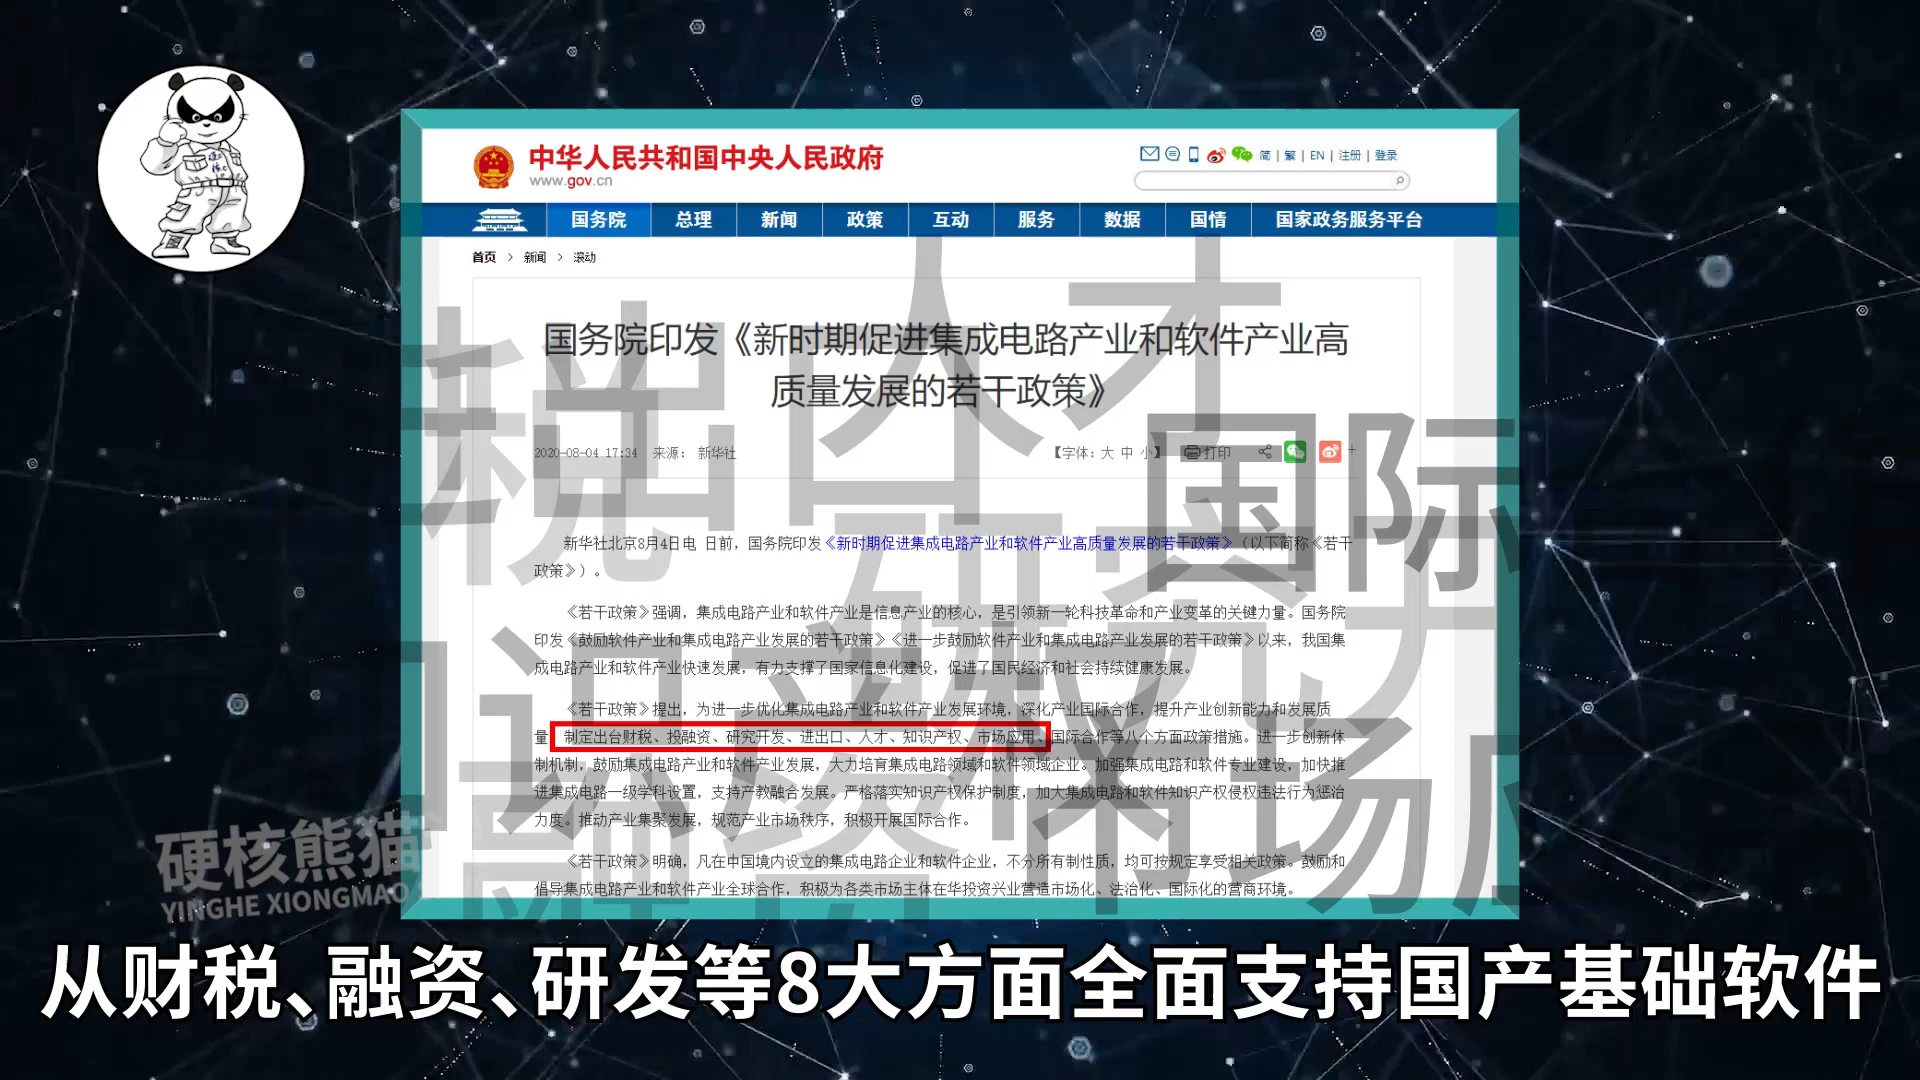 中华人民共和国中央人民政府
www.gov.cn
简 | 繁 | EN | 注册 | 登录
国务院 总理 新闻 政策 互动 服务 数据 国情 国家政务服务平台
首页 > 新闻 > 滚动
国务院印发《新时期促进集成电路产业和软件产业高
质量发展的若干政策》
2020-08-04 17:34 来源： 新华社 【字体：大 中 小】 打印
新华社北京8月4日电 日前，国务院印发《新时期促进集成电路产业和软件产业高质量发展的若干政策》（以下简称《若干
政策》）。
《若干政策》强调，集成电路产业和软件产业是信息产业的核心，是引领新一轮科技革命和产业变革的关键力量。国务院
印发《鼓励软件产业和集成电路产业发展的若干政策》《进一步鼓励软件产业和集成电路产业发展的若干政策》以来，我国集
成电路产业和软件产业快速发展，有力支撑了国家信息化建设，促进了国民经济和社会持续健康发展。
《若干政策》提出，为进一步优化集成电路产业和软件产业发展环境，深化产业国际合作，提升产业创新能力和发展质
量，制定出台财税、投融资、研究开发、进出口、人才、知识产权、市场应用、国际合作等八个方面政策措施。进一步创新体
制机制，鼓励集成电路产业和软件产业发展，大力培育集成电路领域和软件领域企业。加强集成电路和软件专业建设，加快推
进集成电路一级学科设置，支持产教融合发展。严格落实知识产权保护制度，加大集成电路和软件知识产权侵权违法行为惩治
力度。推动产业集聚发展，规范产业市场秩序，积极开展国际合作。
《若干政策》明确，凡在中国境内设立的集成电路企业和软件企业，不分所有制性质，均可按规定享受相关政策。鼓励和
倡导集成电路产业和软件产业全球合作，积极为各类市场主体在华投资兴业营造市场化、法治化、国际化的营商环境。
税
出口
人才
国际
研究开
进
产权
市场
融资
硬核
硬核熊猫
YINGHE XIONGMAO
从财税、融资、研发等8大方面全面支持国产基础软件